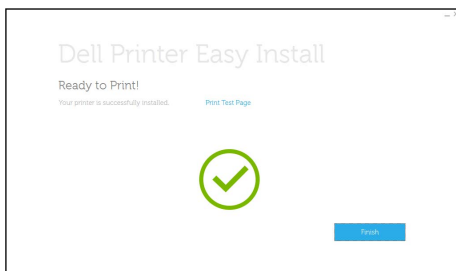 Dell Printer Easy Install
Ready to Print!
Your printer is successfully installed. Print Test Page
Finish